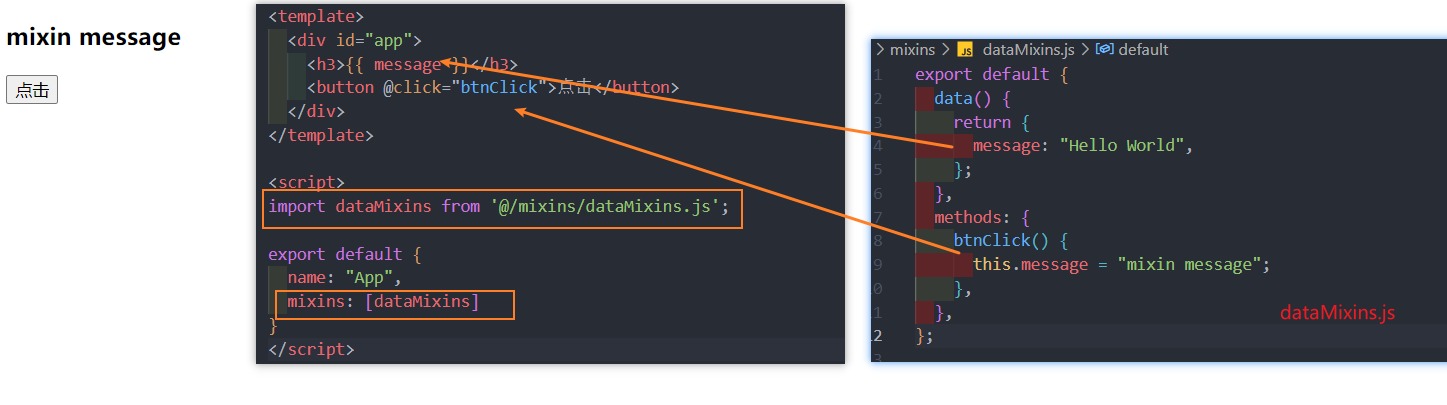 mixin message
点击
<template>
<div id="app">
<h3>{{ message }}</h3>
<button @click="btnClick">点击</button>
</div>
</template>
<script>
import dataMixins from '@/mixins/dataMixins.js';
export default {
name: "App",
mixins: [dataMixins]
}
</script>
> mixins > JS dataMixins.js > default
1 export default {
2 data() {
3 return {
4 message: "Hello World",
5 };
6 },
7 methods: {
8 btnClick() {
9 this.message = "mixin message";
0 },
1 },
12 };
3
dataMixins.js